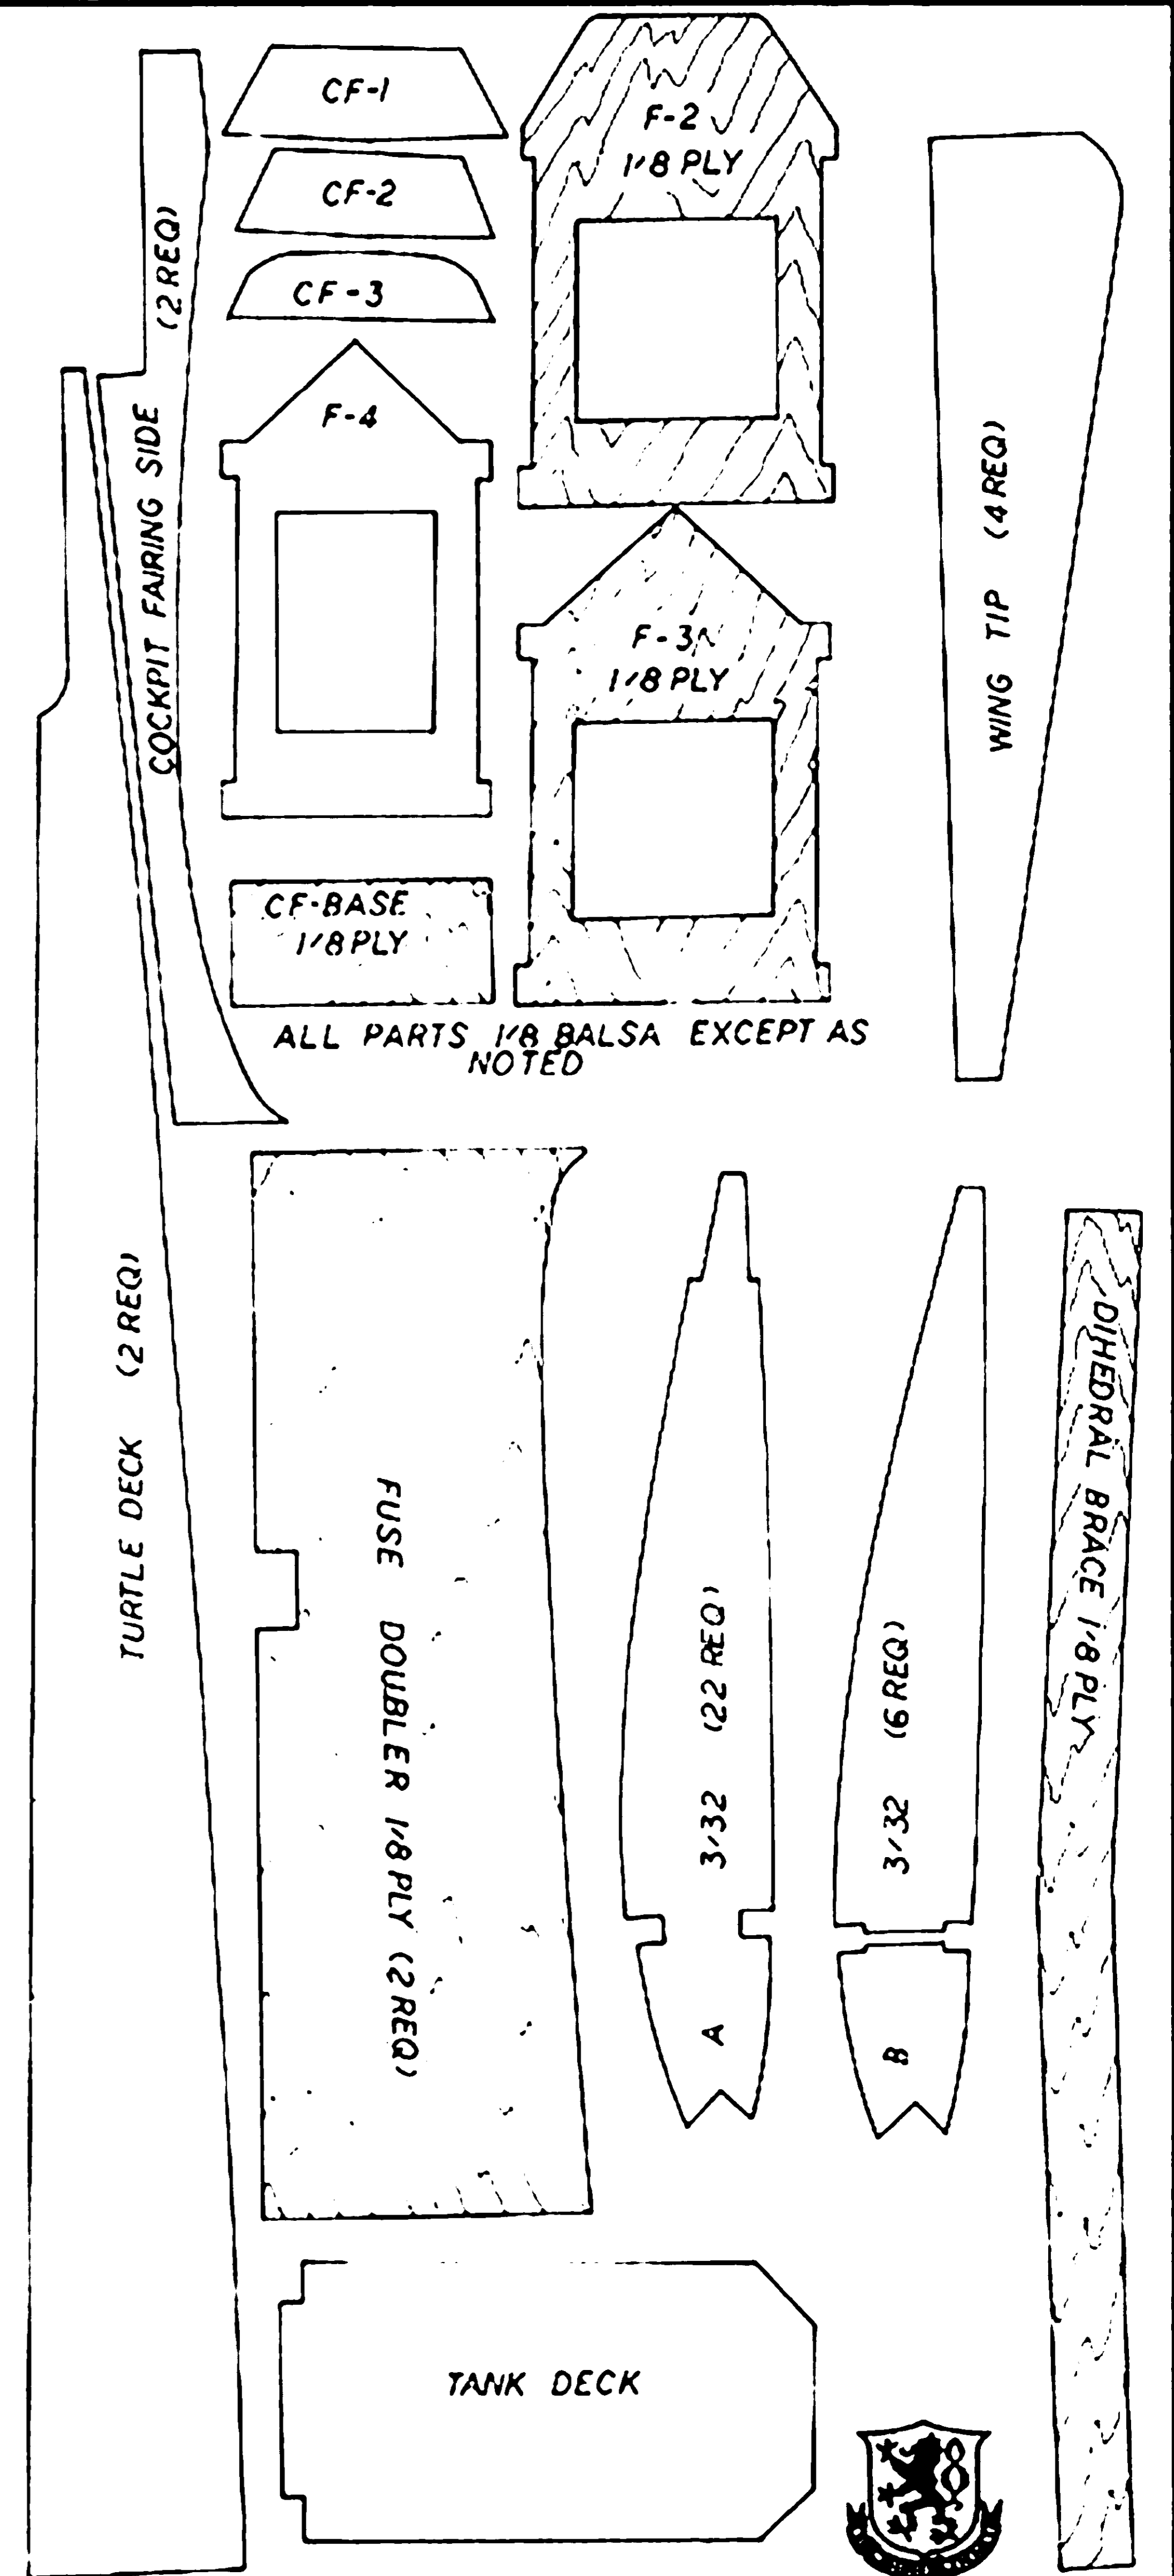 CF-1
CF-2
CF-3
F-2
1/8 PLY
F-4
F-3
1/8 PLY
CF-BASE
1/8 PLY
COCKPIT FAIRING SIDE (2 REQ)
WING TIP (4 REQ)
ALL PARTS 1/8 BALSA EXCEPT AS
NOTED
TURTLE DECK (2 REQ)
FUSE DOUBLER 1/8 PLY (2 REQ)
3/32 (22 REQ)
A
3/32 (6 REQ)
B
DIHEDRAL BRACE 1/8 PLY
TANK DECK